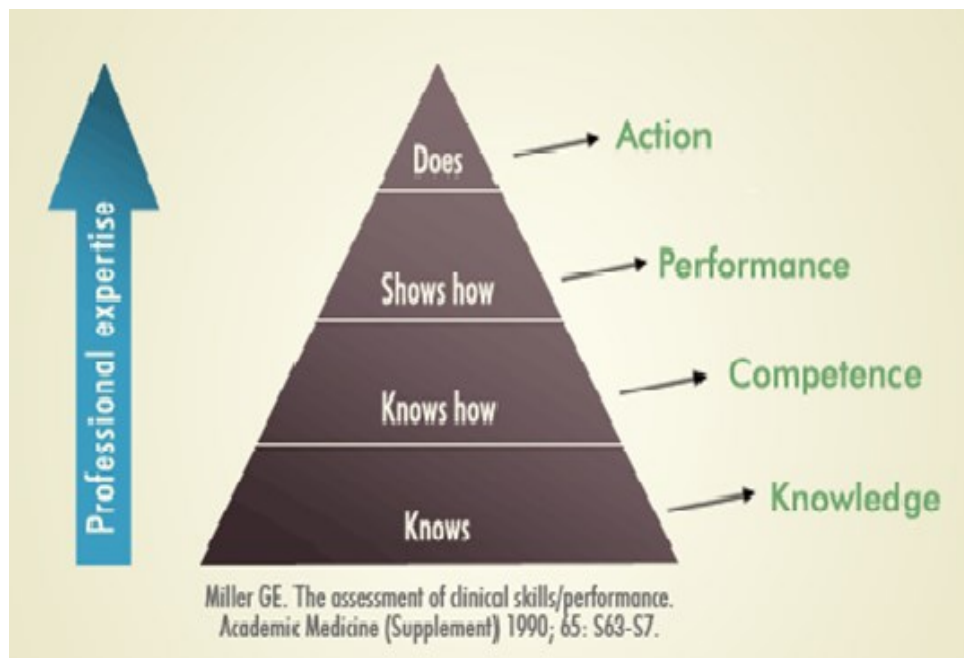 Professional expertise
Does
Action
Shows how
Performance
Knows how
Competence
Knows
Knowledge
Miller GE. The assessment of clinical skills/performance.
Academic Medicine (Supplement) 1990; 65: S63-S7.